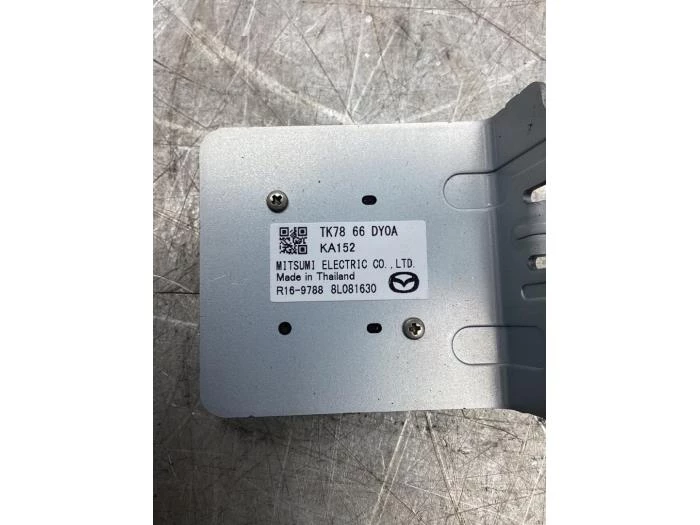 TK78 66 DY0A
KA152
MITSUMI ELECTRIC CO.,LTD.
Made in Thailand
R16-9788 8L081630